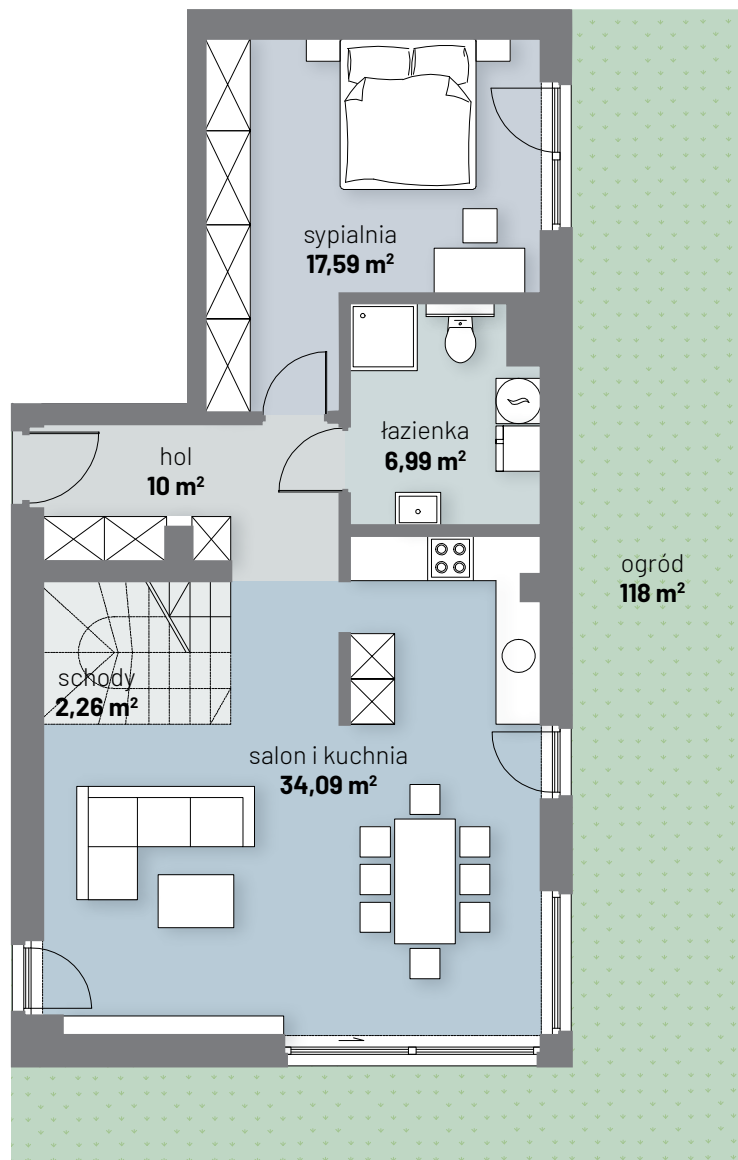 sypialnia
17,59 m²
łazienka
6,99 m²
hol
10 m²
ogród
118 m²
schody
2,26 m²
salon i kuchnia
34,09 m²